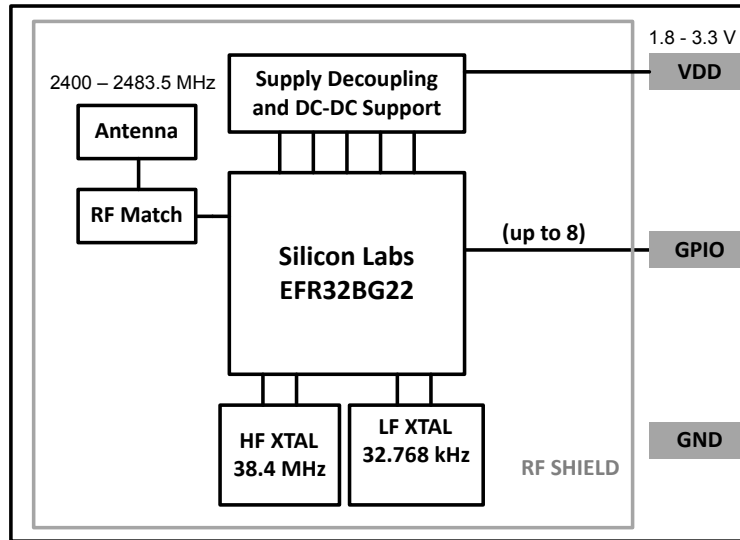 1.8 - 3.3 V
VDD
Supply Decoupling
and DC-DC Support
2400 – 2483.5 MHz
Antenna
RF Match
Silicon Labs
EFR32BG22
(up to 8)
GPIO
HF XTAL
38.4 MHz
LF XTAL
32.768 kHz
RF SHIELD
GND